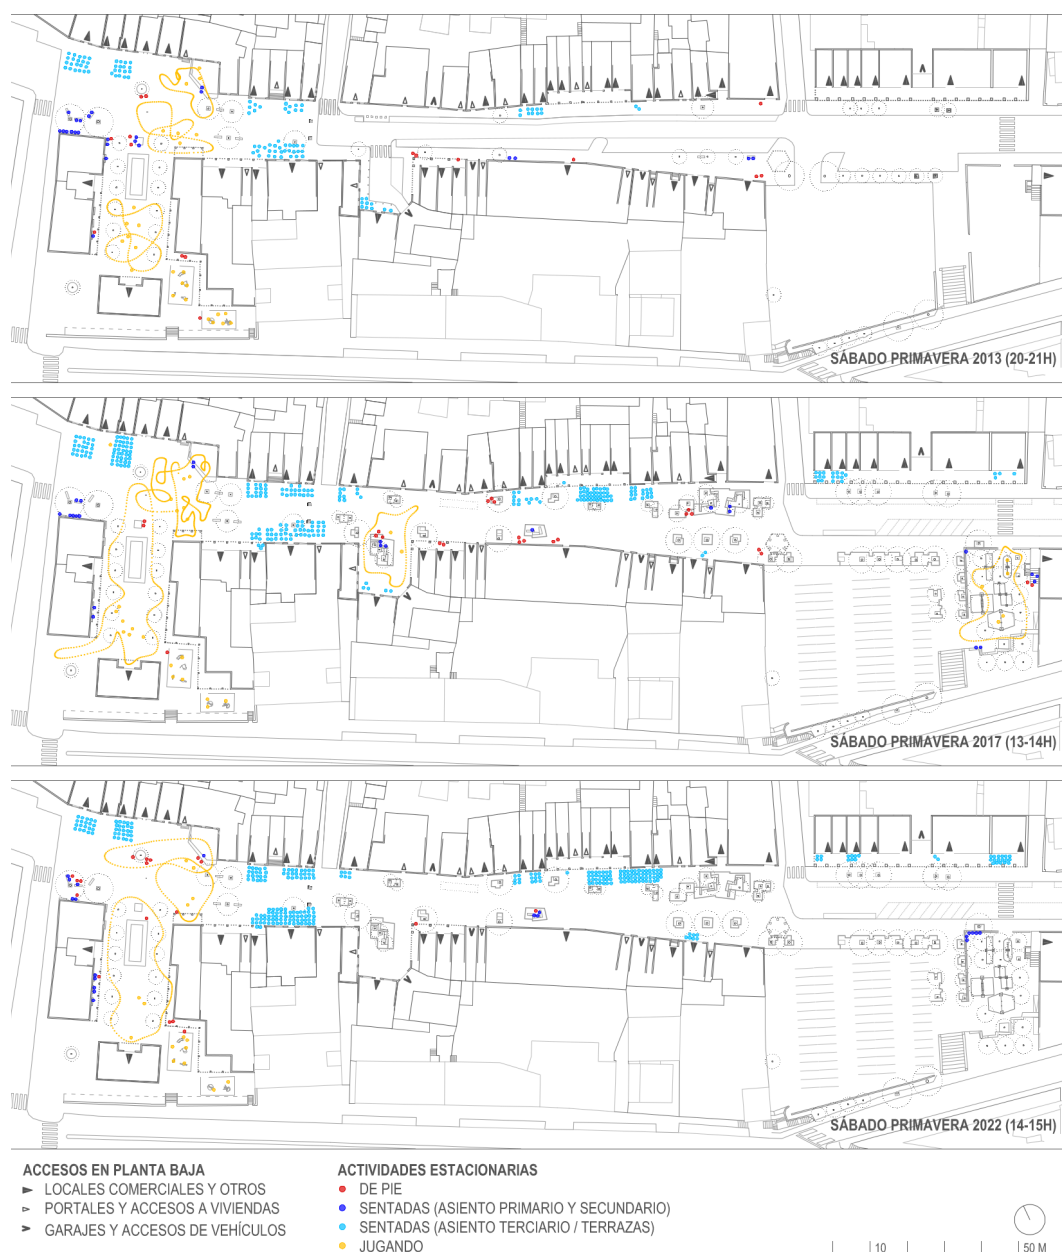 SÁBADO PRIMAVERA 2013 (20-21H)
SÁBADO PRIMAVERA 2017 (13-14H)
SÁBADO PRIMAVERA 2022 (14-15H)
ACCESOS EN PLANTA BAJA
LOCALES COMERCIALES Y OTROS
PORTALES Y ACCESOS A VIVIENDAS
GARAJES Y ACCESOS DE VEHÍCULOS
ACTIVIDADES ESTACIONARIAS
DE PIE
SENTADAS (ASIENTO PRIMARIO Y SECUNDARIO)
SENTADAS (ASIENTO TERCIARIO / TERRAZAS)
JUGANDO
10 50 M